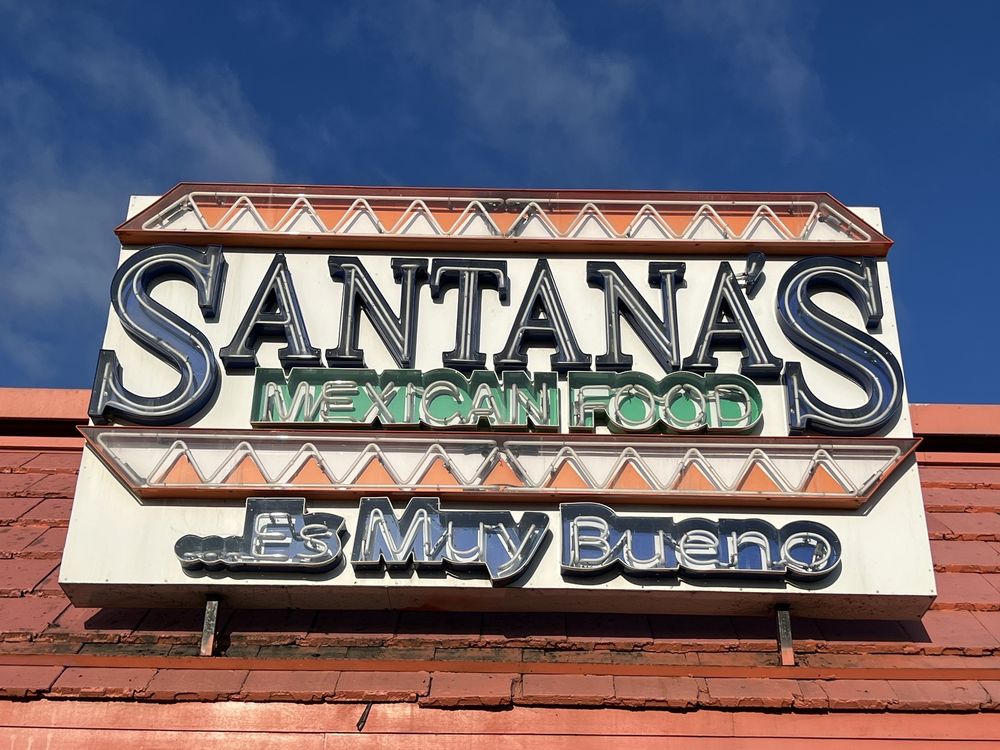 SANTANA'S
MEXICAN FOOD
...Es Muy Bueno